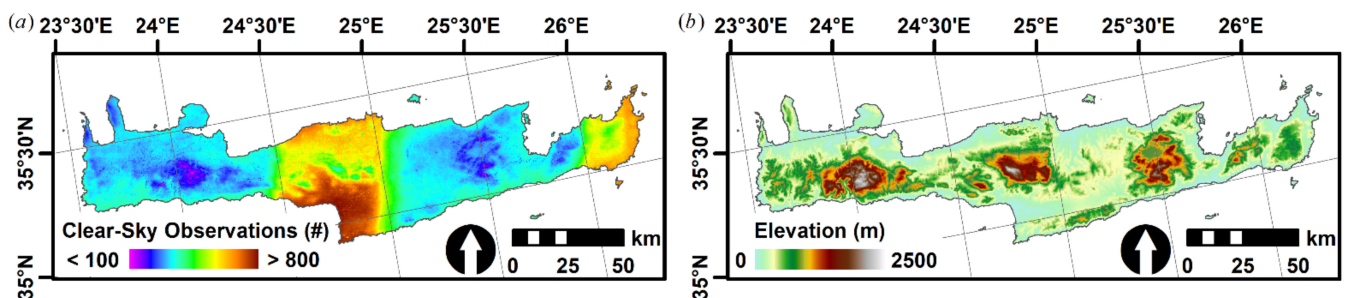 (a) 23°30'E 24°E 24°30'E 25°E 25°30'E 26°E
35°30'N
35°N
Clear-Sky Observations (#)
< 100 > 800
km
0 25 50
(b) 23°30'E 24°E 24°30'E 25°E 25°30'E 26°E
35°30'N
35°N
Elevation (m)
0 2500
km
0 25 50